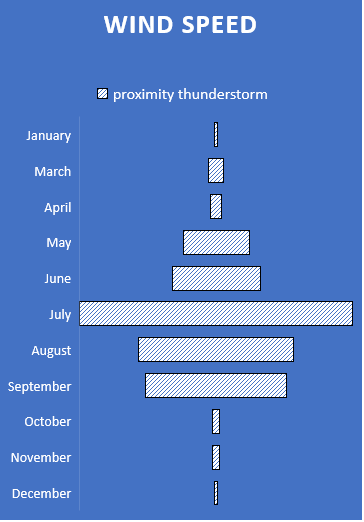 WIND SPEED
proximity thunderstorm
January
March
April
May
June
July
August
September
October
November
December